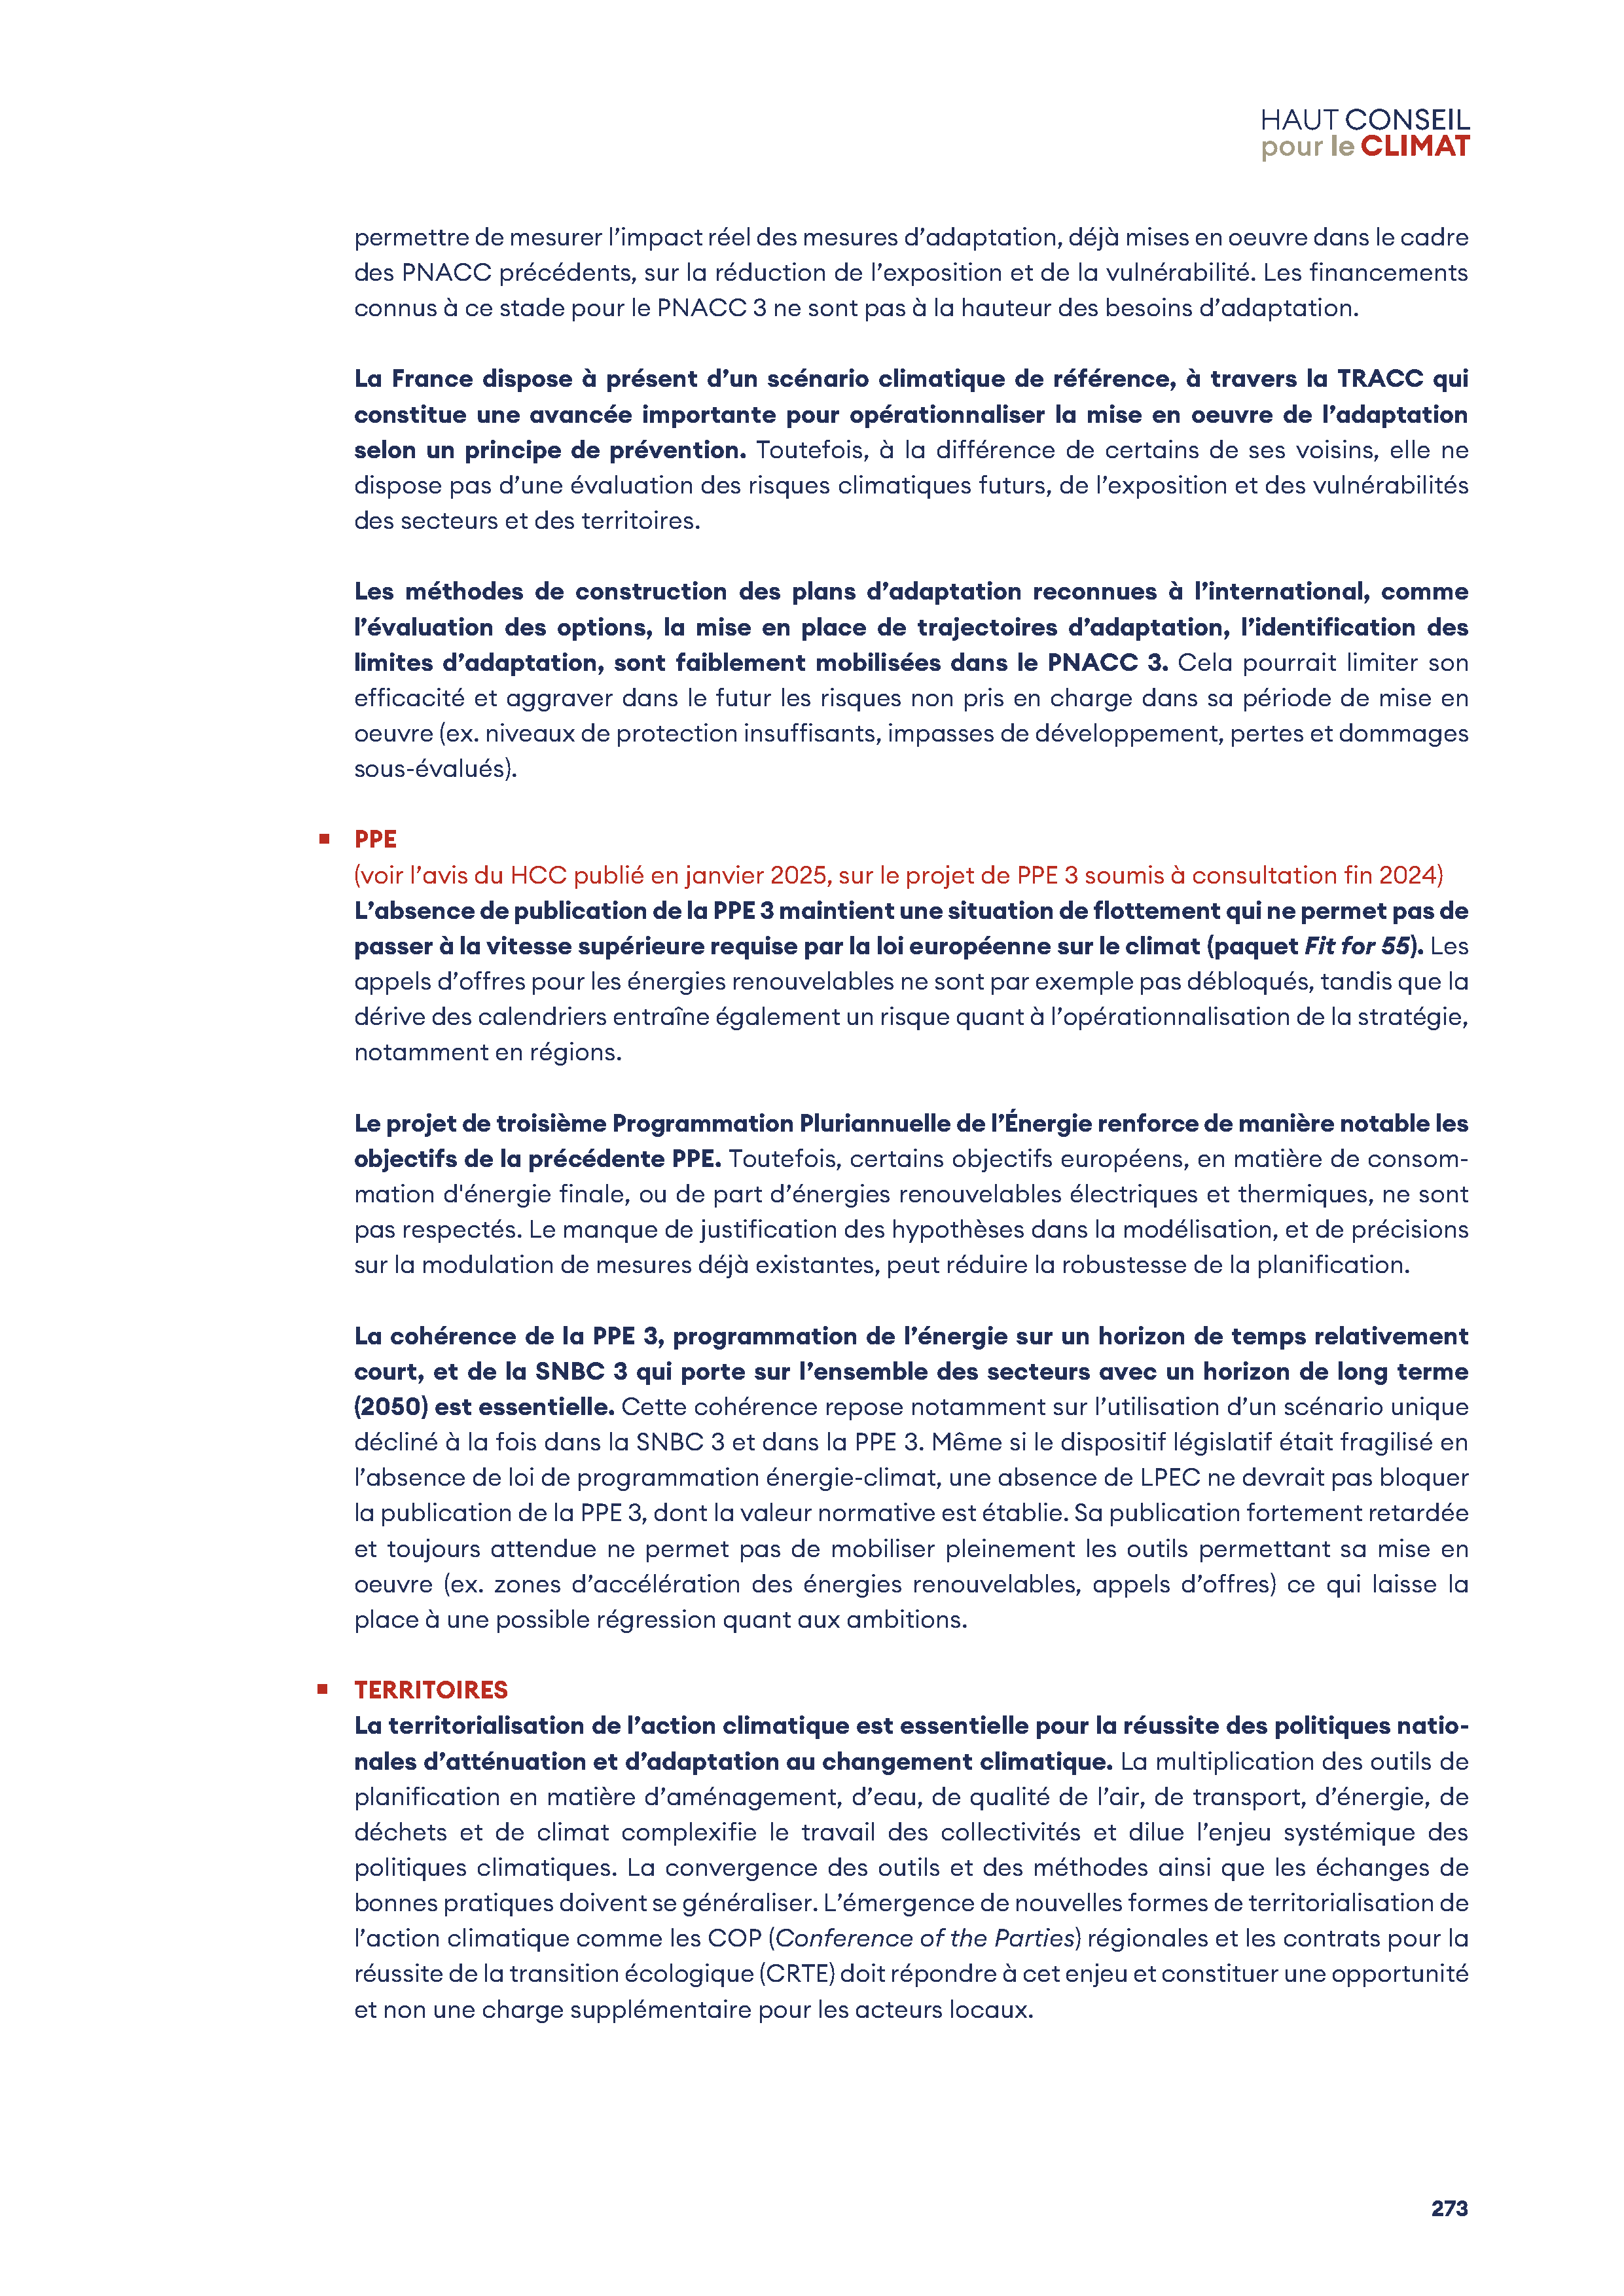 HAUT CONSEIL
pour le CLIMAT
permettre de mesurer l’impact réel des mesures d’adaptation, déjà mises en oeuvre dans le cadre
des PNACC précédents, sur la réduction de l’exposition et de la vulnérabilité. Les financements
connus à ce stade pour le PNACC 3 ne sont pas à la hauteur des besoins d’adaptation.
La France dispose à présent d’un scénario climatique de référence, à travers la TRACC qui
constitue une avancée importante pour opérationnaliser la mise en oeuvre de l’adaptation
selon un principe de prévention. Toutefois, à la différence de certains de ses voisins, elle ne
dispose pas d’une évaluation des risques climatiques futurs, de l’exposition et des vulnérabilités
des secteurs et des territoires.
Les méthodes de construction des plans d’adaptation reconnues à l’international, comme
l’évaluation des options, la mise en place de trajectoires d’adaptation, l’identification des
limites d’adaptation, sont faiblement mobilisées dans le PNACC 3. Cela pourrait limiter son
efficacité et aggraver dans le futur les risques non pris en charge dans sa période de mise en
oeuvre (ex. niveaux de protection insuffisants, impasses de développement, pertes et dommages
sous-évalués).
▪ PPE
(voir l’avis du HCC publié en janvier 2025, sur le projet de PPE 3 soumis à consultation fin 2024)
L’absence de publication de la PPE 3 maintient une situation de flottement qui ne permet pas de
passer à la vitesse supérieure requise par la loi européenne sur le climat (paquet Fit for 55). Les
appels d’offres pour les énergies renouvelables ne sont par exemple pas débloqués, tandis que la
dérive des calendriers entraîne également un risque quant à l’opérationnalisation de la stratégie,
notamment en régions.
Le projet de troisième Programmation Pluriannuelle de l’Énergie renforce de manière notable les
objectifs de la précédente PPE. Toutefois, certains objectifs européens, en matière de consom-
mation d'énergie finale, ou de part d’énergies renouvelables électriques et thermiques, ne sont
pas respectés. Le manque de justification des hypothèses dans la modélisation, et de précisions
sur la modulation de mesures déjà existantes, peut réduire la robustesse de la planification.
La cohérence de la PPE 3, programmation de l’énergie sur un horizon de temps relativement
court, et de la SNBC 3 qui porte sur l’ensemble des secteurs avec un horizon de long terme
(2050) est essentielle. Cette cohérence repose notamment sur l’utilisation d’un scénario unique
décliné à la fois dans la SNBC 3 et dans la PPE 3. Même si le dispositif législatif était fragilisé en
l’absence de loi de programmation énergie-climat, une absence de LPEC ne devrait pas bloquer
la publication de la PPE 3, dont la valeur normative est établie. Sa publication fortement retardée
et toujours attendue ne permet pas de mobiliser pleinement les outils permettant sa mise en
oeuvre (ex. zones d’accélération des énergies renouvelables, appels d’offres) ce qui laisse la
place à une possible régression quant aux ambitions.
▪ TERRITOIRES
La territorialisation de l’action climatique est essentielle pour la réussite des politiques natio-
nales d’atténuation et d’adaptation au changement climatique. La multiplication des outils de
planification en matière d’aménagement, d’eau, de qualité de l’air, de transport, d’énergie, de
déchets et de climat complexifie le travail des collectivités et dilue l’enjeu systémique des
politiques climatiques. La convergence des outils et des méthodes ainsi que les échanges de
bonnes pratiques doivent se généraliser. L’émergence de nouvelles formes de territorialisation de
l’action climatique comme les COP (Conference of the Parties) régionales et les contrats pour la
réussite de la transition écologique (CRTE) doit répondre à cet enjeu et constituer une opportunité
et non une charge supplémentaire pour les acteurs locaux.
273